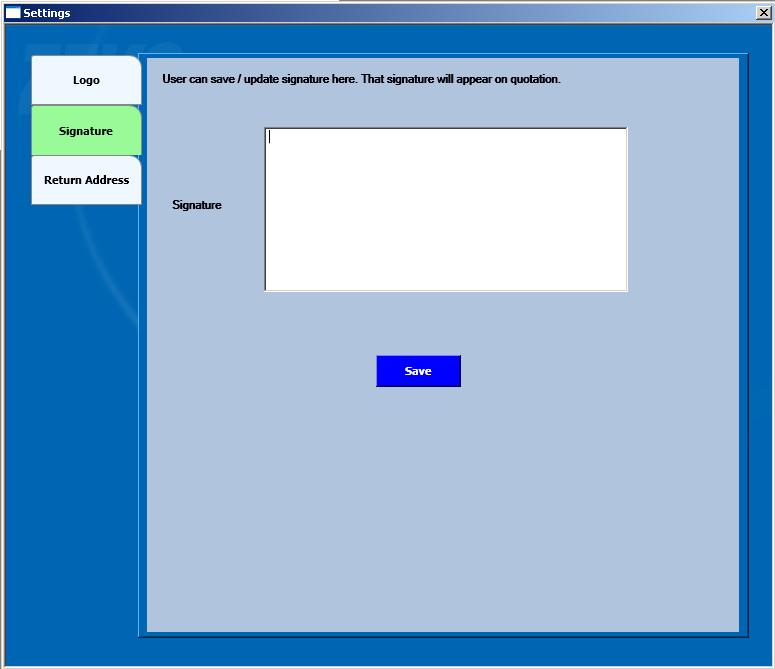 Settings
Logo
User can save / update signature here. That signature will appear on quotation.
Signature
Return Address
Signature
Save